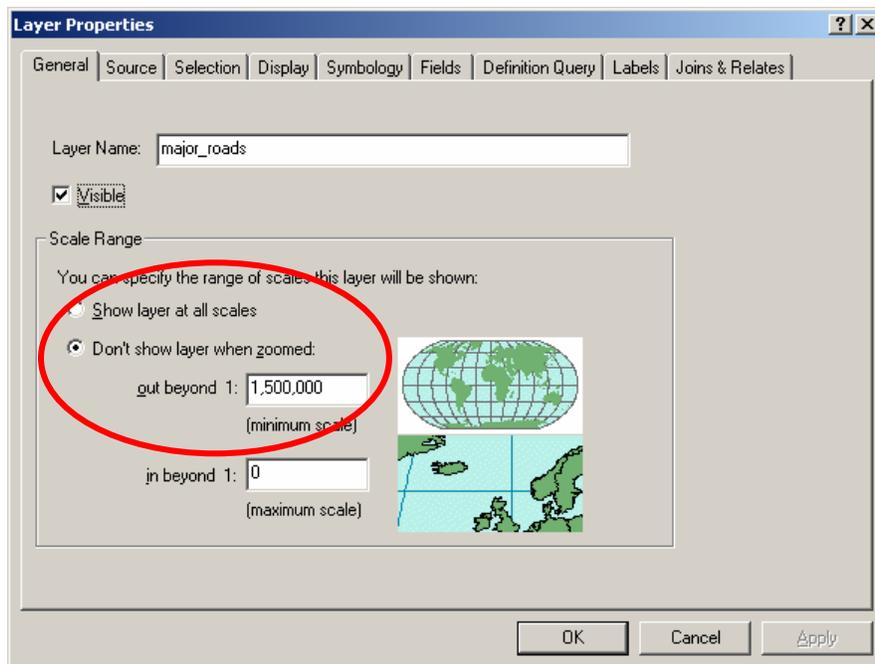 Layer Properties
General Source Selection Display Symbology Fields Definition Query Labels Joins & Relates
Layer Name: major_roads
Visible
Scale Range
You can specify the range of scales this layer will be shown:
Show layer at all scales
Don't show layer when zoomed:
out beyond 1: 1,500,000
(minimum scale)
in beyond 1: 0
(maximum scale)
OK Cancel Apply